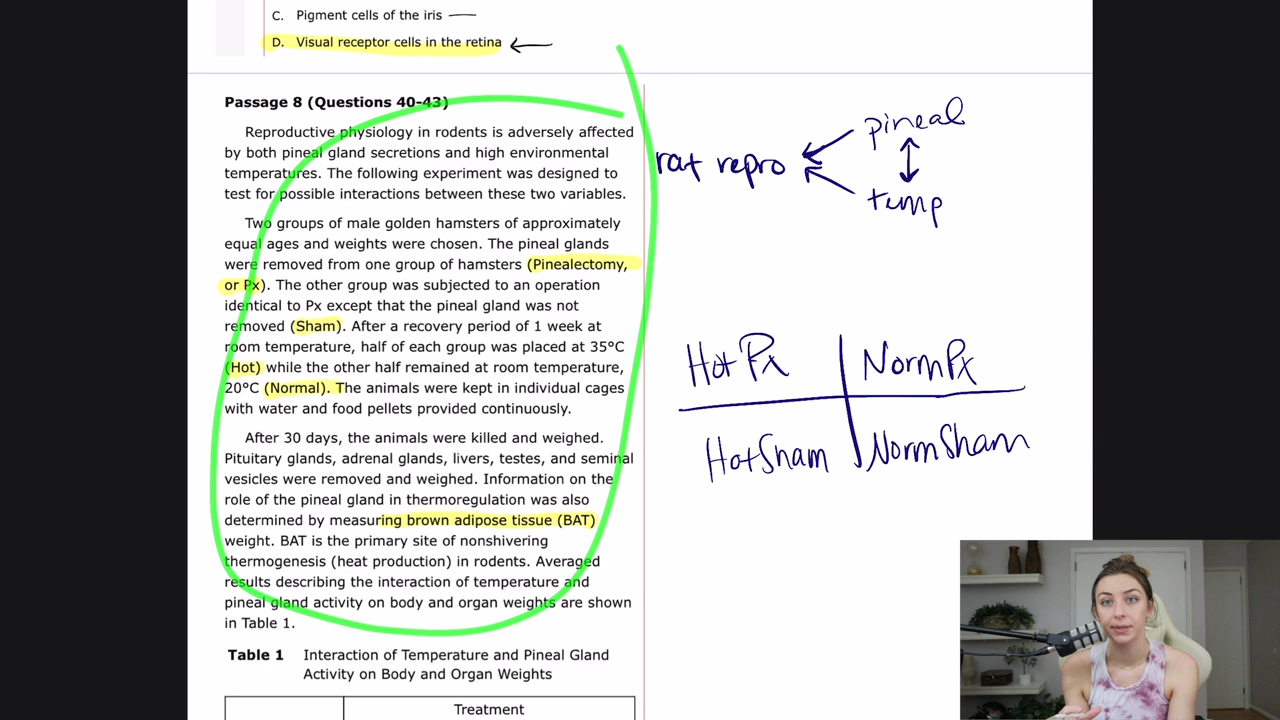 C. Pigment cells of the iris
D. Visual receptor cells in the retina
Passage 8 (Questions 40-43)
Reproductive physiology in rodents is adversely affected
by both pineal gland secretions and high environmental
temperatures. The following experiment was designed to
test for possible interactions between these two variables.
Two groups of male golden hamsters of approximately
equal ages and weights were chosen. The pineal glands
were removed from one group of hamsters (Pinealectomy,
or Px). The other group was subjected to an operation
identical to Px except that the pineal gland was not
removed (Sham). After a recovery period of 1 week at
room temperature, half of each group was placed at 35°C
(Hot) while the other half remained at room temperature,
20°C (Normal). The animals were kept in individual cages
with water and food pellets provided continuously.
After 30 days, the animals were killed and weighed.
Pituitary glands, adrenal glands, livers, testes, and seminal
vesicles were removed and weighed. Information on the
role of the pineal gland in thermoregulation was also
determined by measuring brown adipose tissue (BAT)
weight. BAT is the primary site of nonshivering
thermogenesis (heat production) in rodents. Averaged
results describing the interaction of temperature and
pineal gland activity on body and organ weights are shown
in Table 1.
Table 1 Interaction of Temperature and Pineal Gland
Activity on Body and Organ Weights
Treatment
pineal
rat repro
temp
Hot Px
Norm Px
Hot Sham
Norm Sham